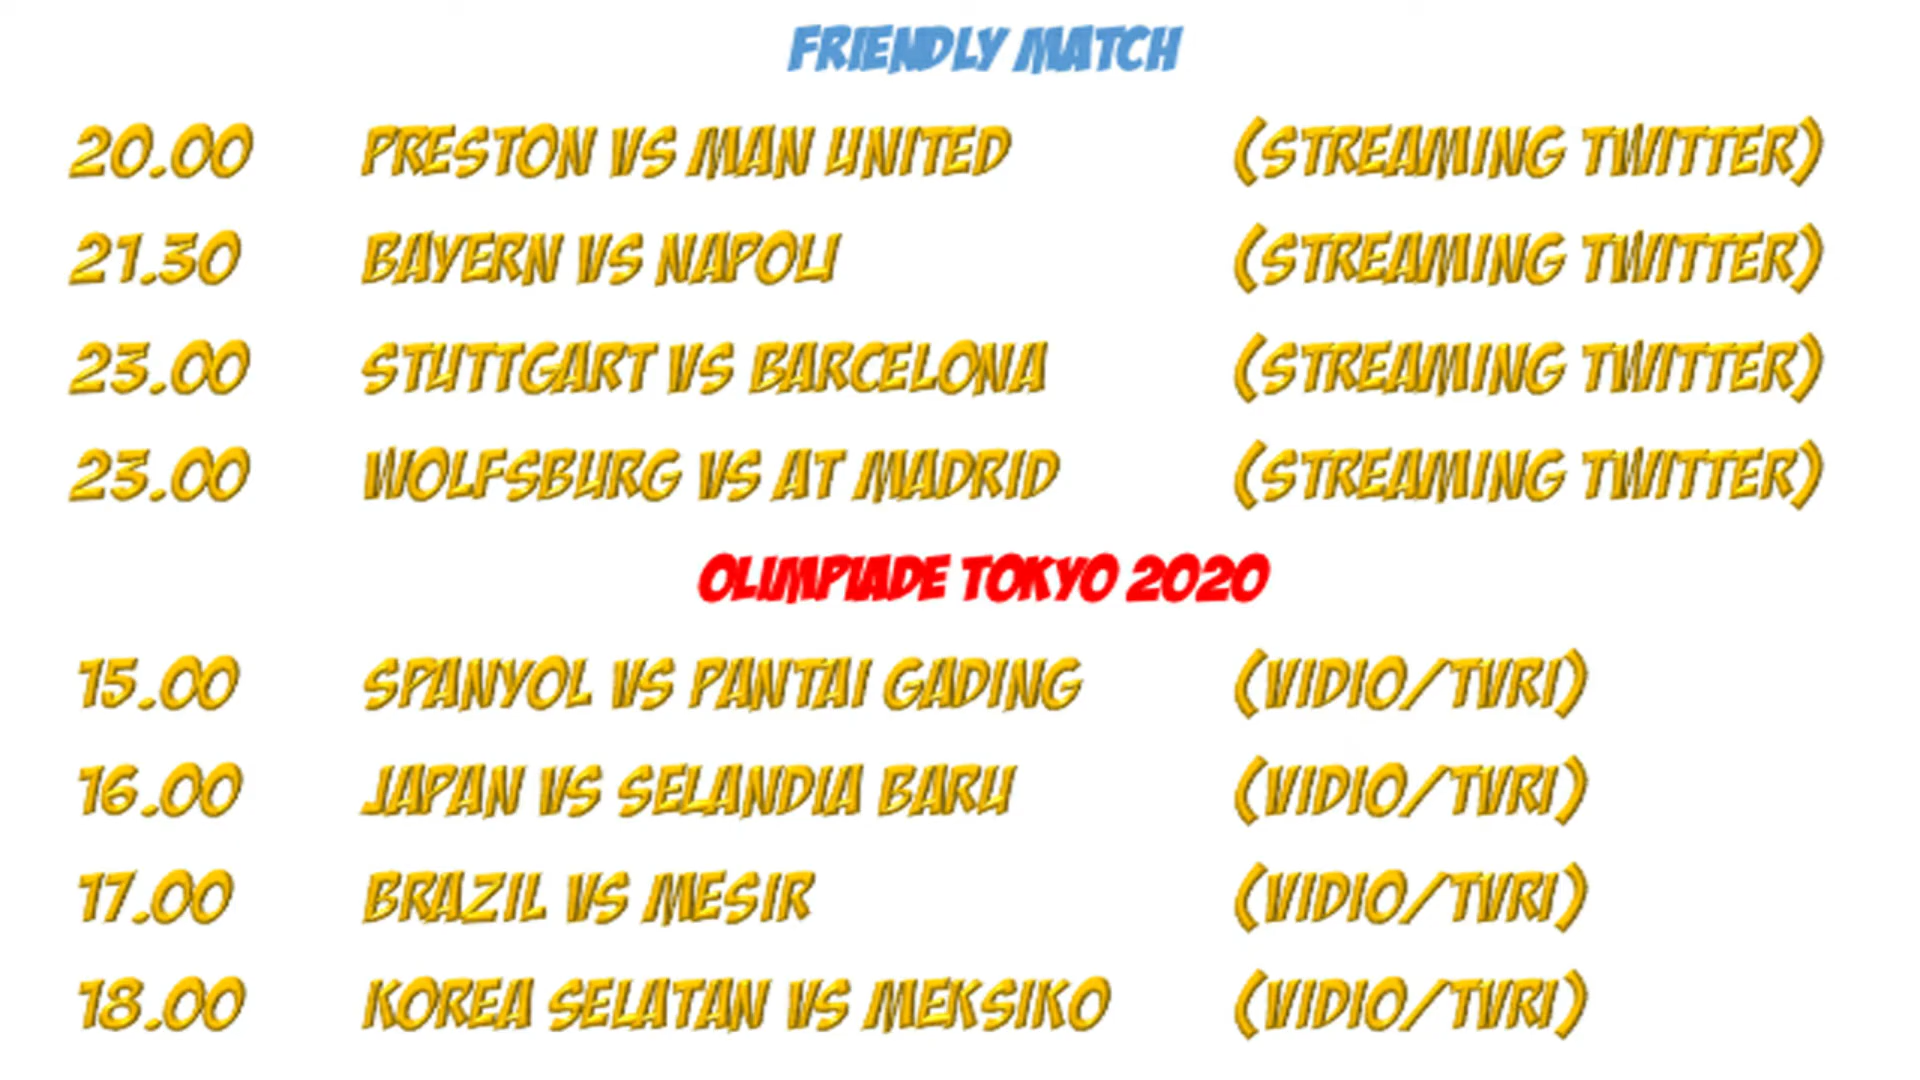 FRIENDLY MATCH
20.00 PRESTON VS MAN UNITED (STREAMING TWITTER)
21.30 BAYERN VS NAPOLI (STREAMING TWITTER)
23.00 STUTTGART VS BARCELONA (STREAMING TWITTER)
23.00 WOLFSBURG VS AT MADRID (STREAMING TWITTER)
OLIMPIADE TOKYO 2020
15.00 SPANYOL VS PANTAI GADING (VIDIO/TVRI)
16.00 JAPAN VS SELANDIA BARU (VIDIO/TVRI)
17.00 BRAZIL VS MESIR (VIDIO/TVRI)
18.00 KOREA SELATAN VS MEKSIKO (VIDIO/TVRI)